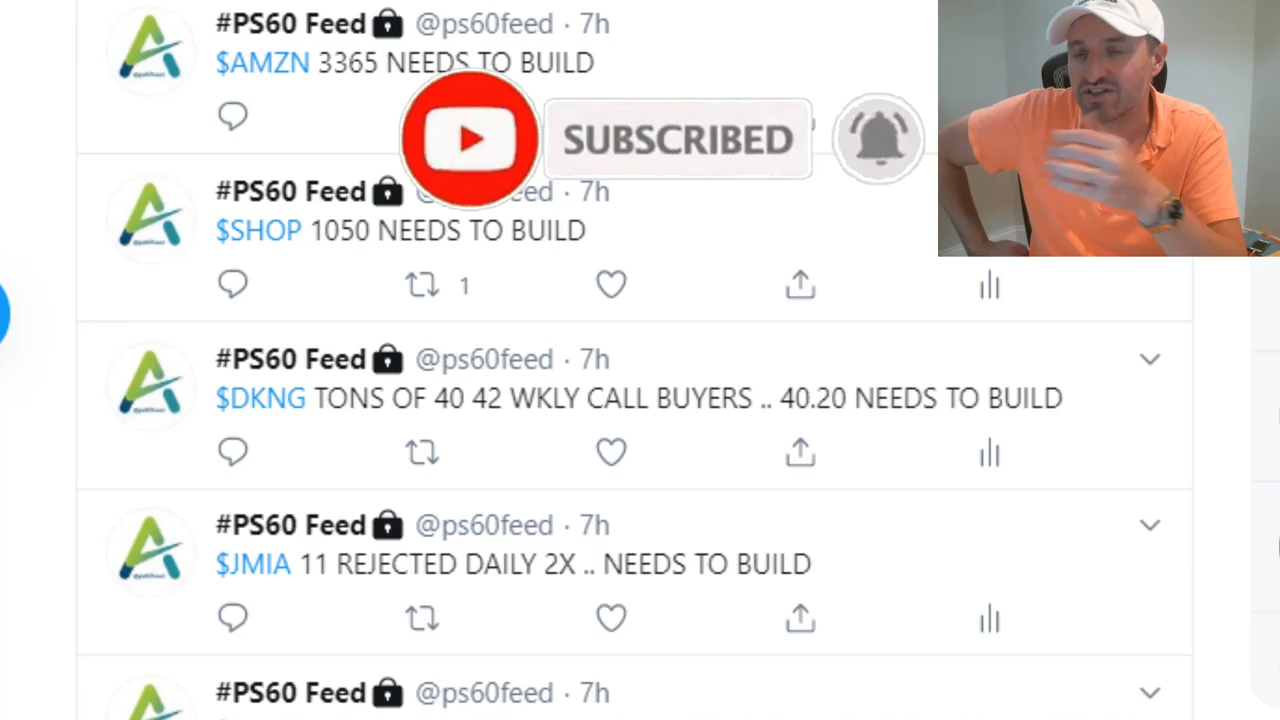 #PS60 Feed @ps60feed · 7h
$AMZN 3365 NEEDS TO BUILD
SUBSCRIBED
#PS60 Feed feed · 7h
$SHOP 1050 NEEDS TO BUILD
1
#PS60 Feed @ps60feed · 7h
$DKNG TONS OF 40 42 WKLY CALL BUYERS .. 40.20 NEEDS TO BUILD
#PS60 Feed @ps60feed · 7h
$JMIA 11 REJECTED DAILY 2X .. NEEDS TO BUILD
#PS60 Feed @ps60feed · 7h